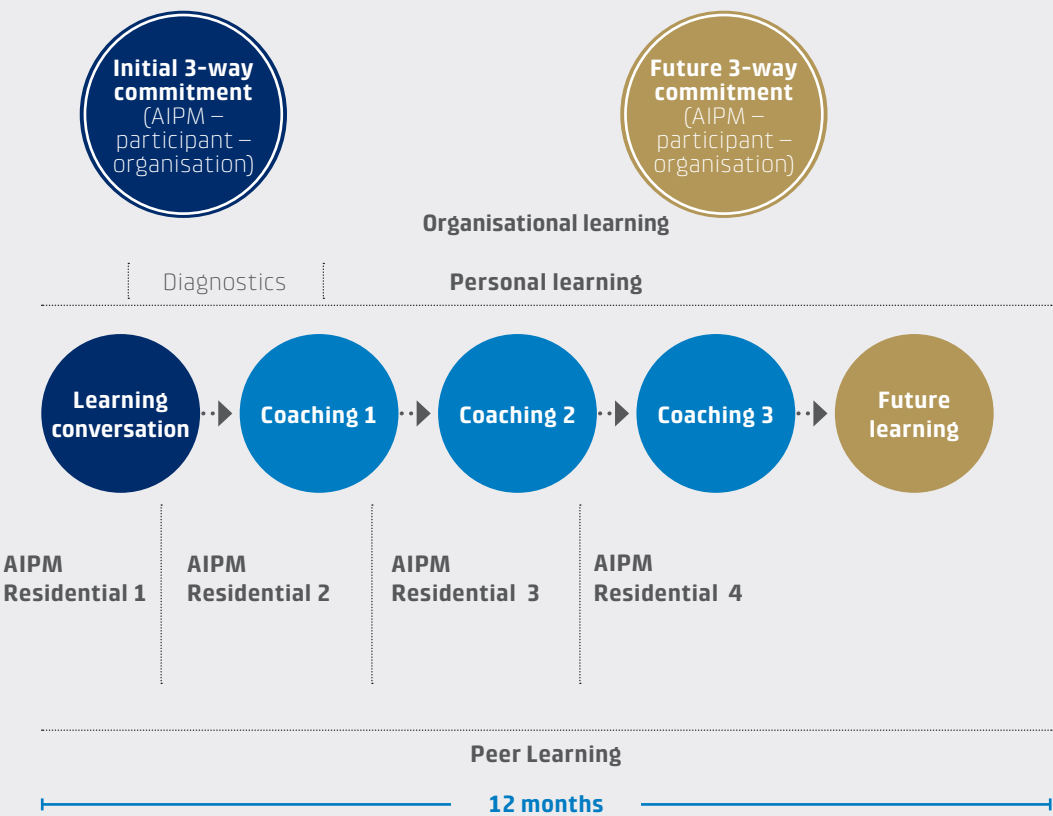 Initial 3-way
commitment
(AIPM –
participant –
organisation)
Future 3-way
commitment
(AIPM –
participant –
organisation)
Organisational learning
Diagnostics
Personal learning
Learning
conversation
Coaching 1
Coaching 2
Coaching 3
Future
learning
AIPM
Residential 1
AIPM
Residential 2
AIPM
Residential 3
AIPM
Residential 4
Peer Learning
12 months